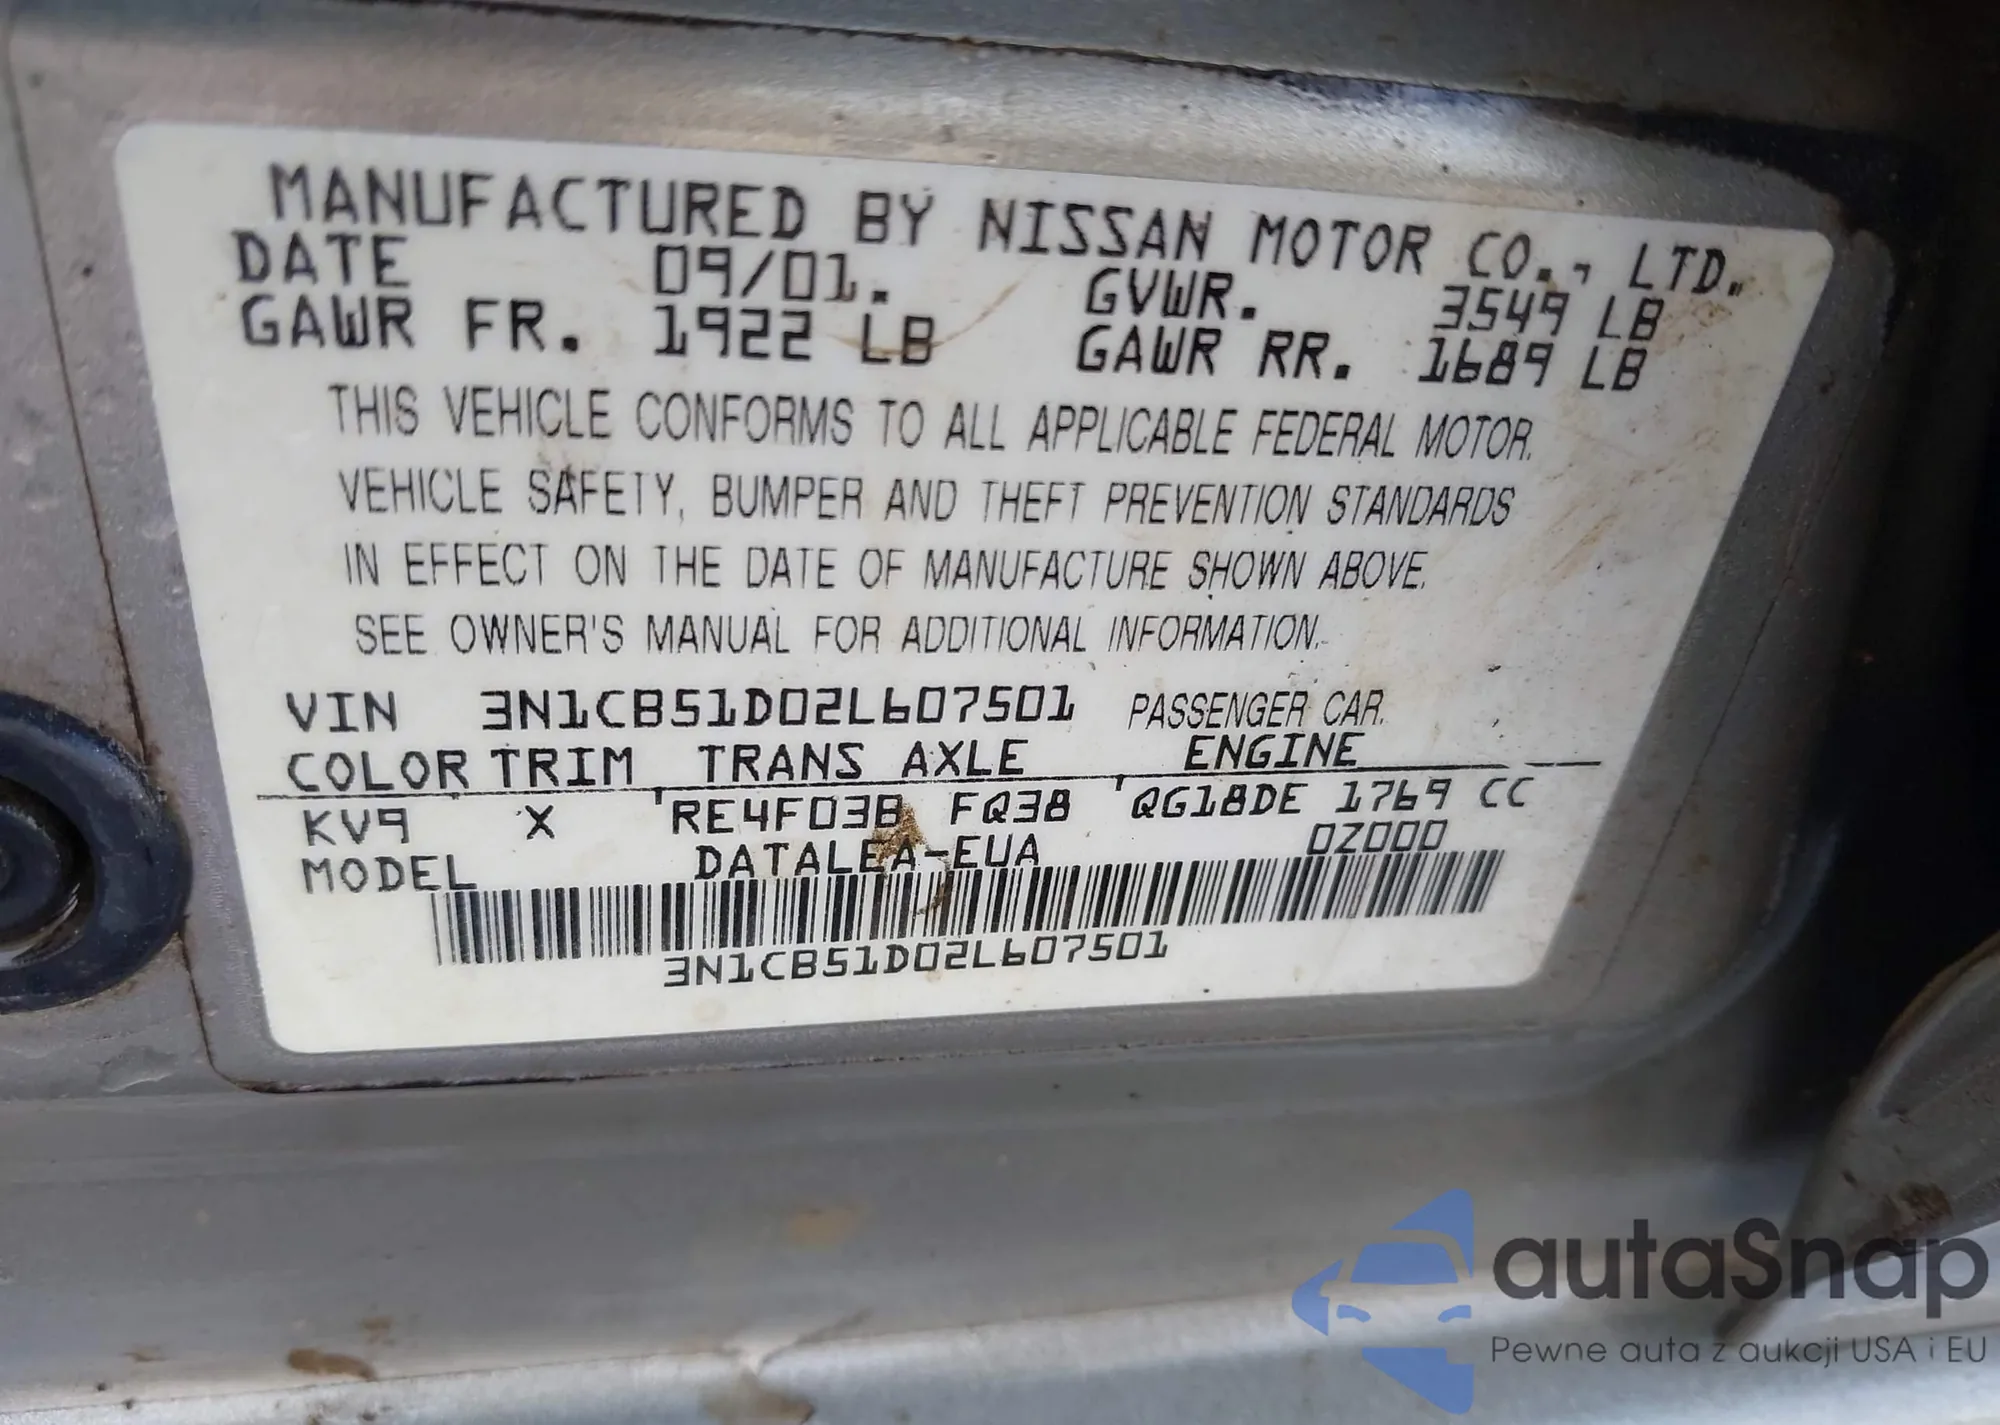 MANUFACTURED BY NISSAN MOTOR CO., LTD.
DATE 09/01. GVWR. 3549 LB
GAWR FR. 1922 LB GAWR RR. 1689 LB
THIS VEHICLE CONFORMS TO ALL APPLICABLE FEDERAL MOTOR.
VEHICLE SAFETY, BUMPER AND THEFT PREVENTION STANDARDS
IN EFFECT ON THE DATE OF MANUFACTURE SHOWN ABOVE.
SEE OWNER'S MANUAL FOR ADDITIONAL INFORMATION.
VIN 3N1CB51D02L607501 PASSENGER CAR.
COLOR TRIM TRANS AXLE ENGINE
KV9 X RE4F03B FQ38 QG18DE 1769 CC
MODEL DATALEA-EUA 0Z000
3N1CB51D02L607501
autaSnap
Pewne auta z aukcji USA i EU